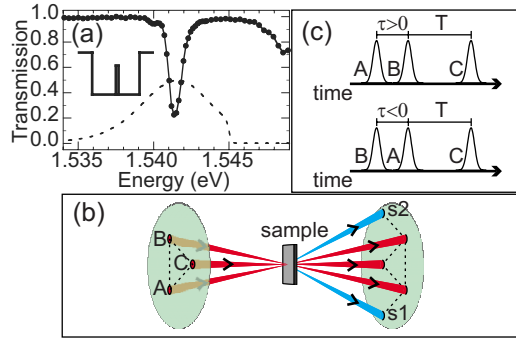 (a)
Transmission
1.0
0.8
0.6
0.4
0.2
0.0
1.535 1.540 1.545
Energy (eV)
(c)
τ>0 T
A B C
time
τ<0 T
B A C
time
(b)
sample
B
C
A
s2
s1